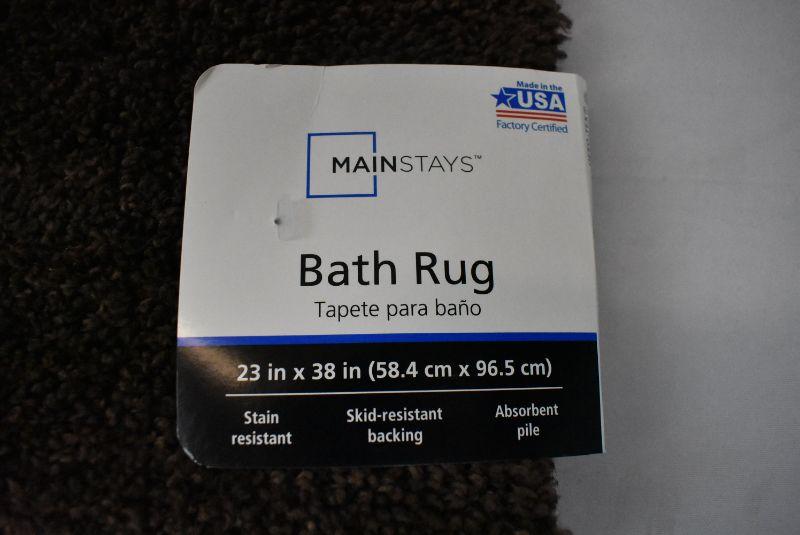 Made in the
USA
Factory Certified
MAINSTAYS™
Bath Rug
Tapete para baño
23 in x 38 in (58.4 cm x 96.5 cm)
Stain
resistant
Skid-resistant
backing
Absorbent
pile